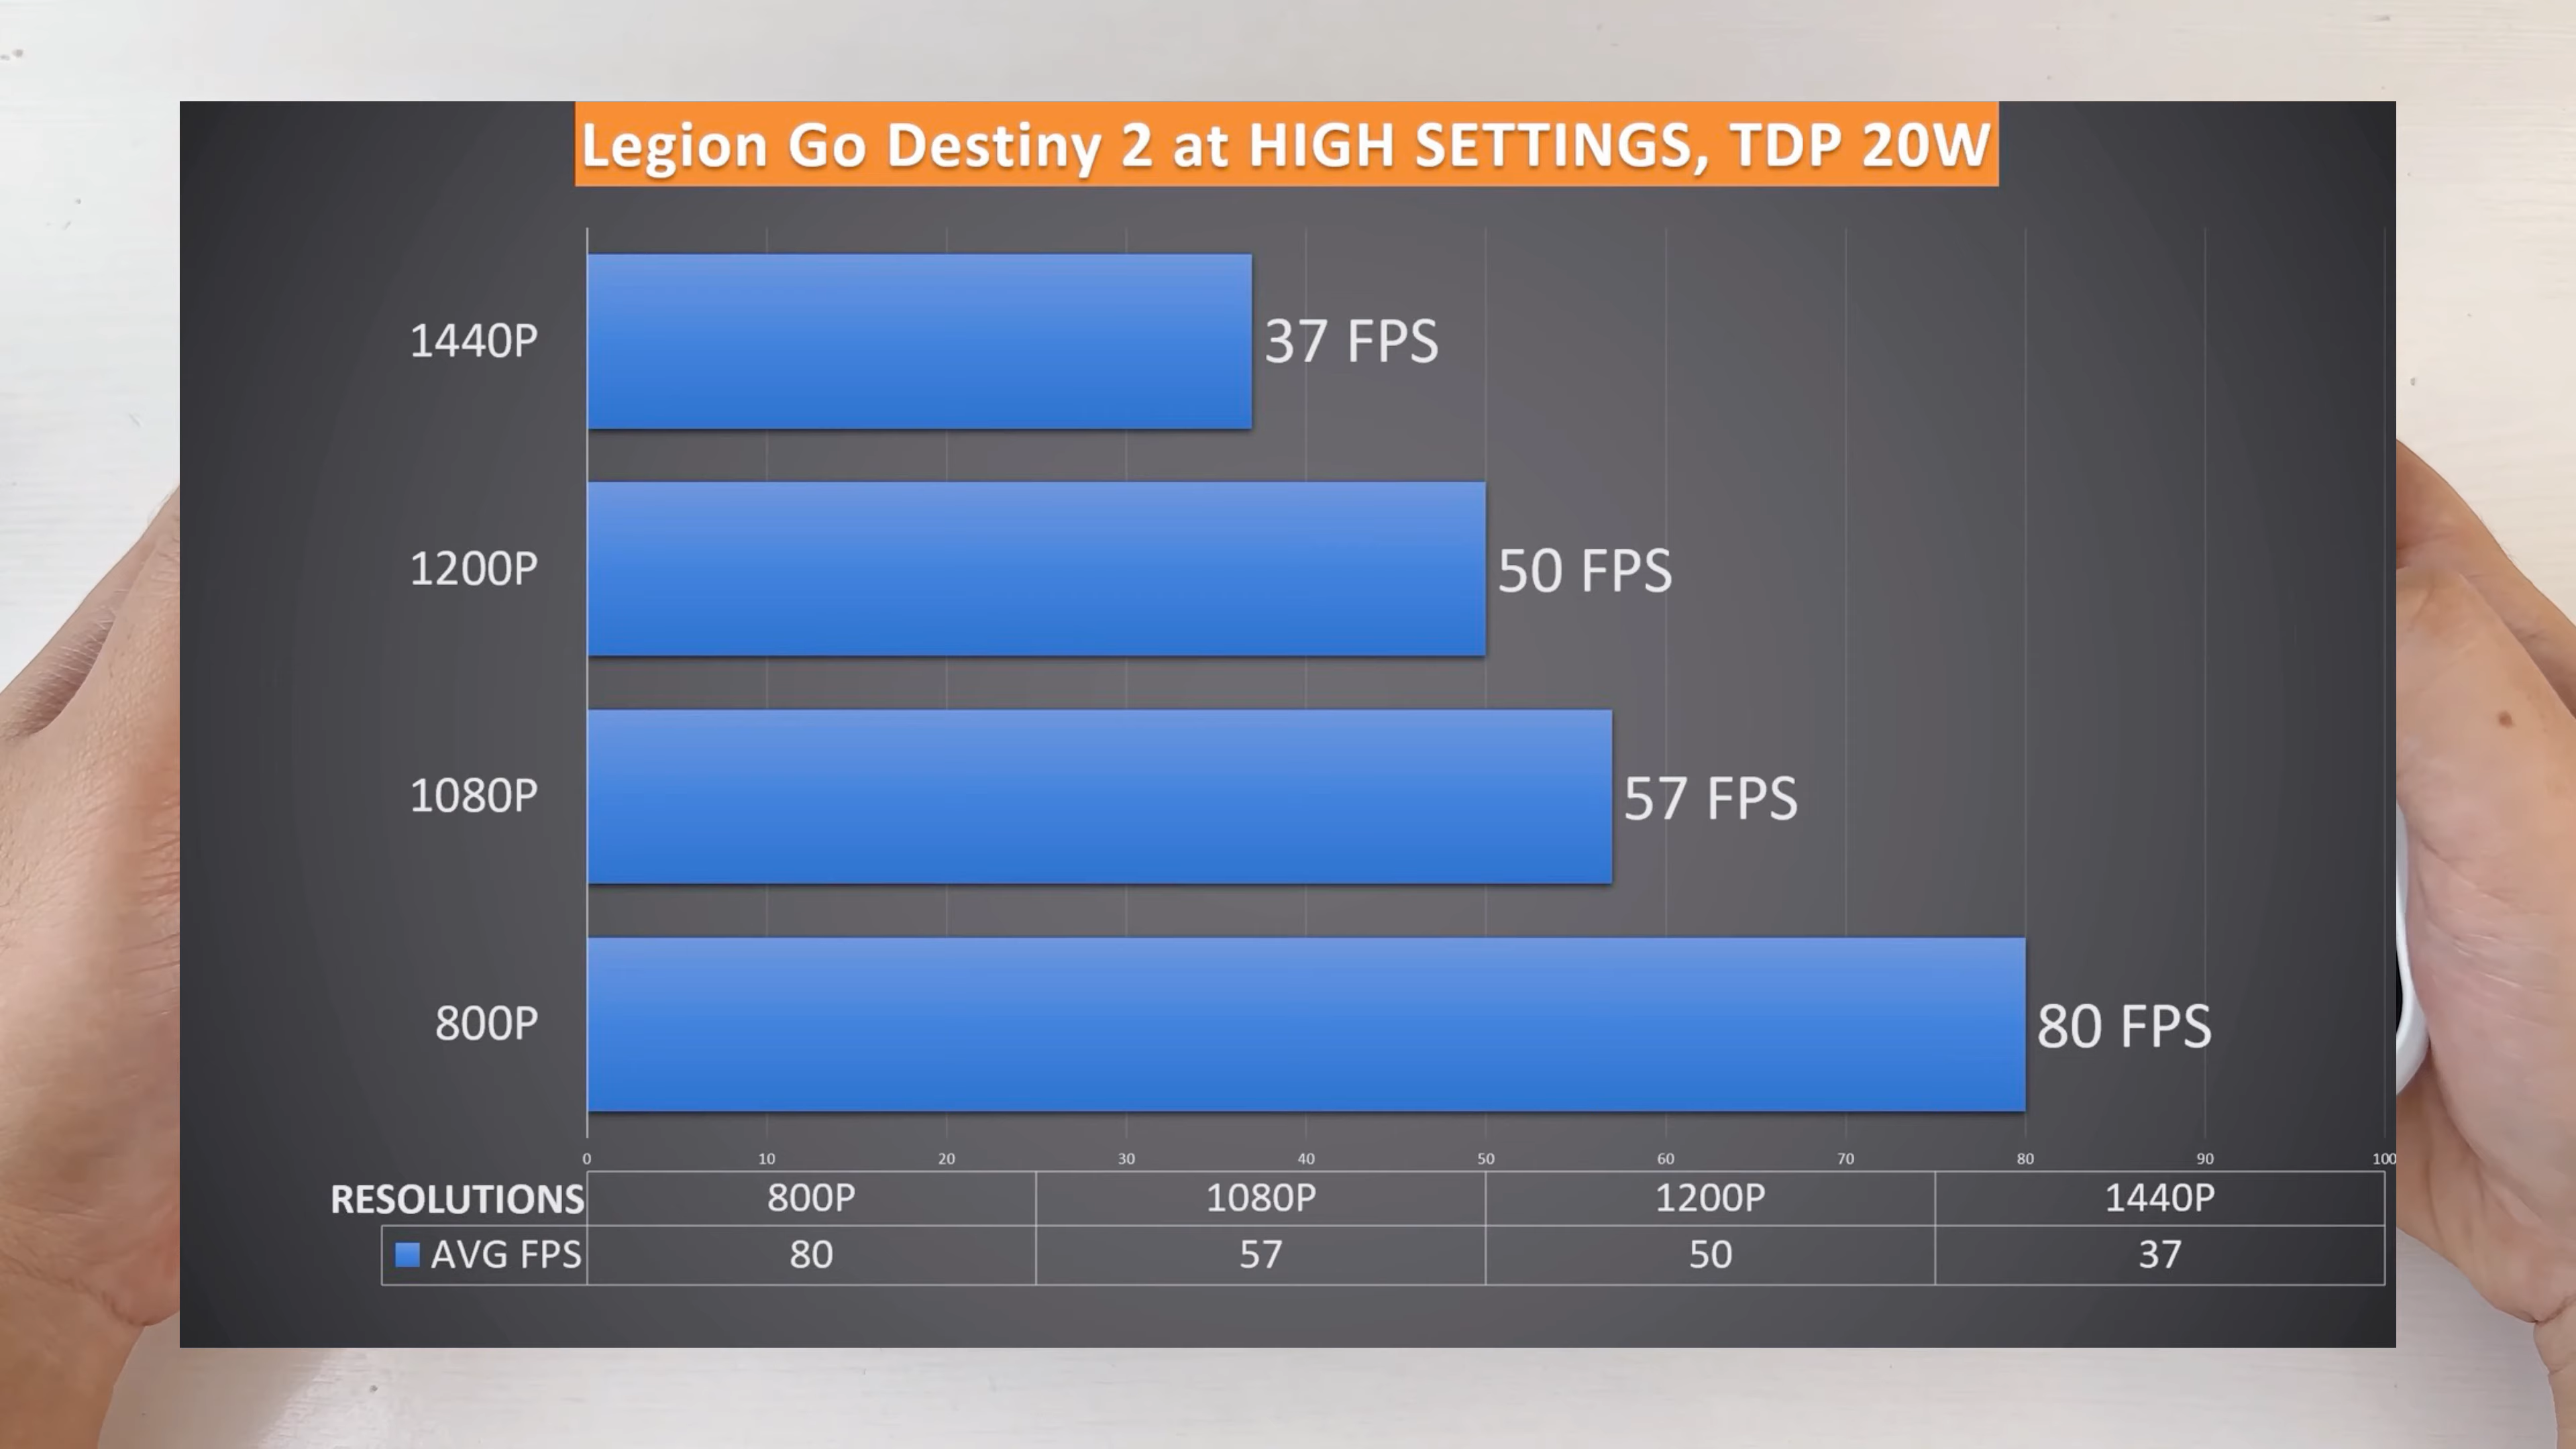 Legion Go Destiny 2 at HIGH SETTINGS, TDP 20W
1440P 37 FPS
1200P 50 FPS
1080P 57 FPS
800P 80 FPS
0 10 20 30 40 50 60 70 80 90 100
RESOLUTIONS 800P 1080P 1200P 1440P
AVG FPS 80 57 50 37